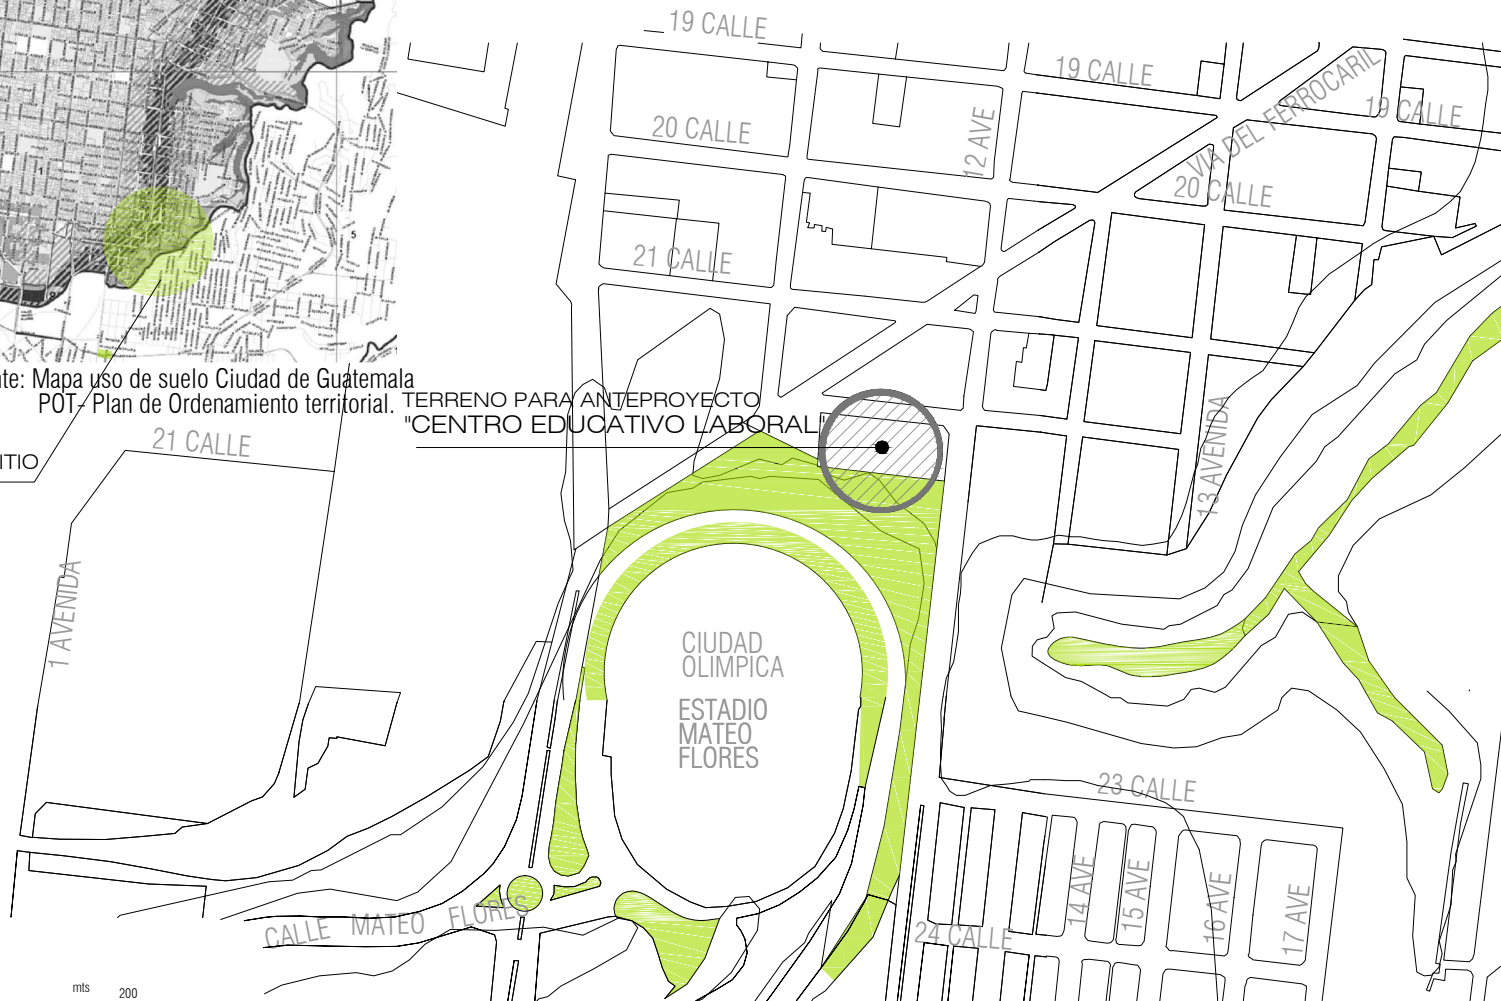 19 CALLE
19 CALLE
VIA DEL FERROCARIL
19 CALLE
20 CALLE
12 AVE
20 CALLE
21 CALLE
1
5
te: Mapa uso de suelo Ciudad de Guatemala
POT- Plan de Ordenamiento territorial.
TERRENO PARA ANTEPROYECTO
"CENTRO EDUCATIVO LABORAL"
21 CALLE
ITIO
13 AVENIDA
1 AVENIDA
CIUDAD
OLIMPICA
ESTADIO
MATEO
FLORES
23 CALLE
14 AVE
15 AVE
16 AVE
17 AVE
CALLE MATEO FLORES
24 CALLE
mts 200